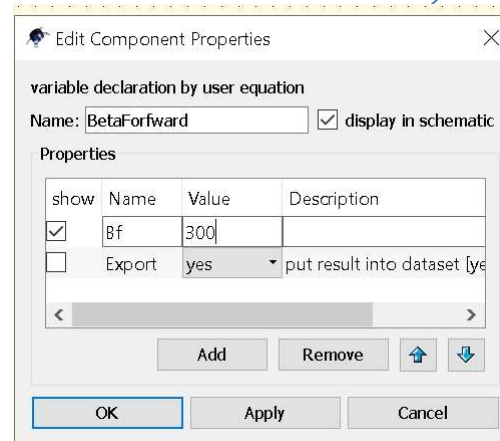 Edit Component Properties
variable declaration by user equation
Name: BetaForfward display in schematic
Properties
show Name Value Description
Bf 300
Export yes put result into dataset [ye
Add Remove
OK Apply Cancel